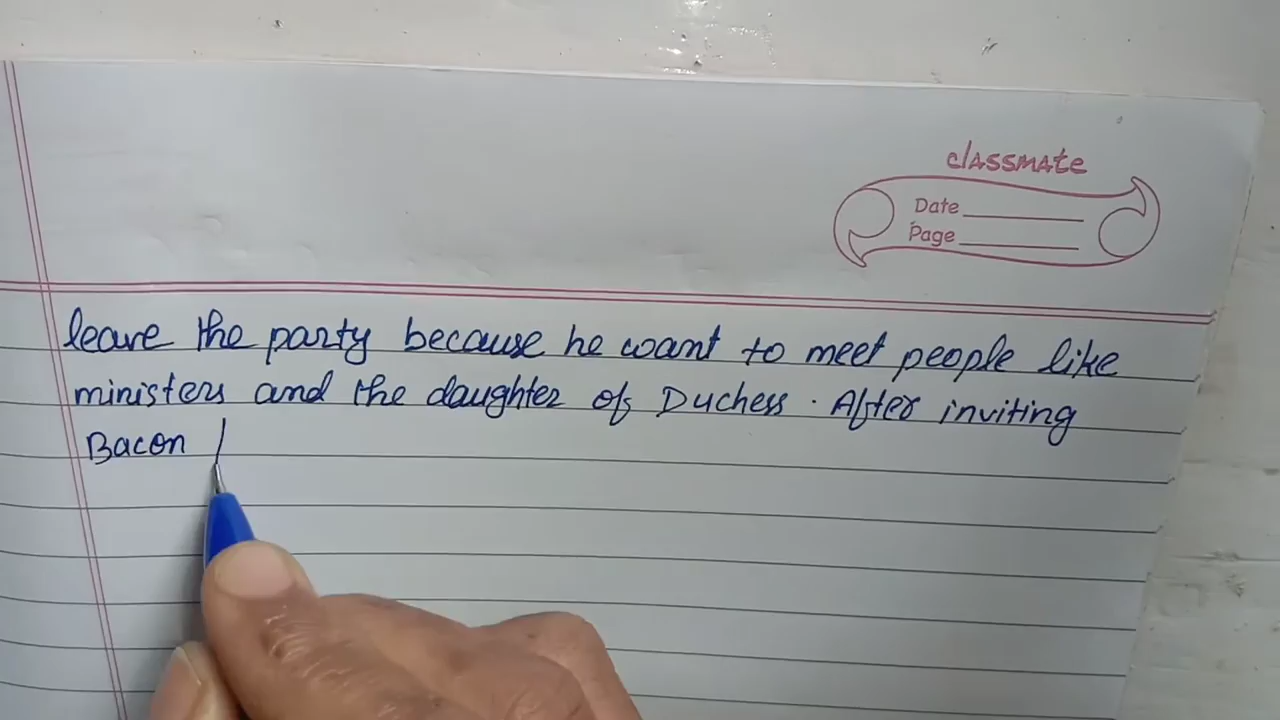 classmate
Date
Page
leave the party because he want to meet people like
ministers and the daughter of Duchess. After inviting
Bacon